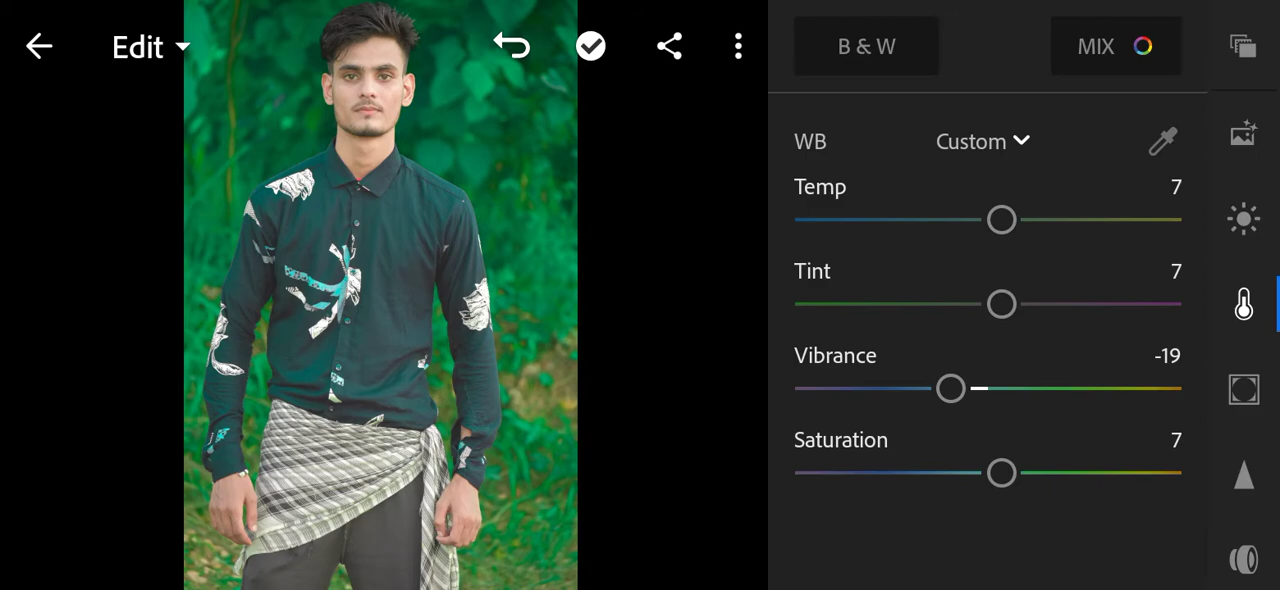 Edit
B & W
MIX
WB
Custom
Temp
7
Tint
7
Vibrance
-19
Saturation
7